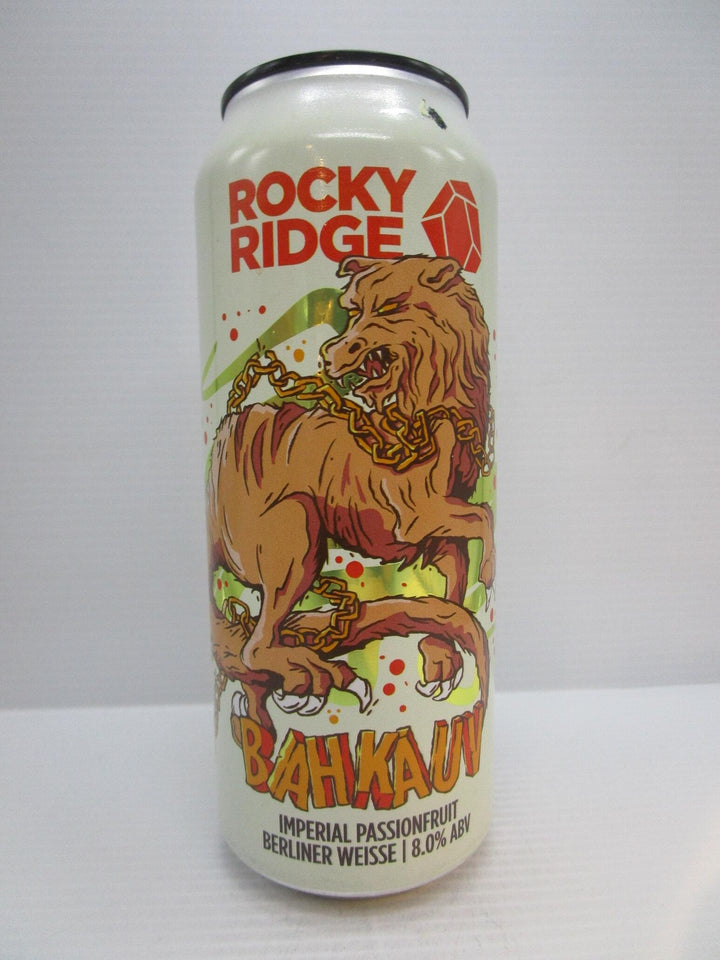 ROCKY
RIDGE
BAHKAUV
IMPERIAL PASSIONFRUIT
BERLINER WEISSE | 8.0% ABV